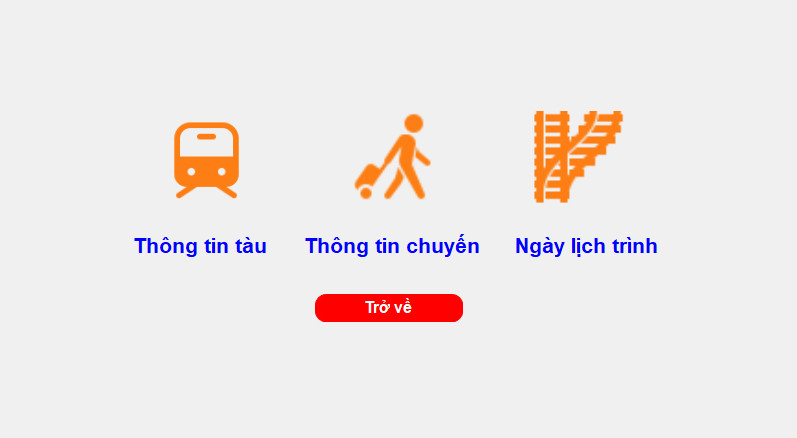 Thông tin tàu
Thông tin chuyến
Ngày lịch trình
Trở về